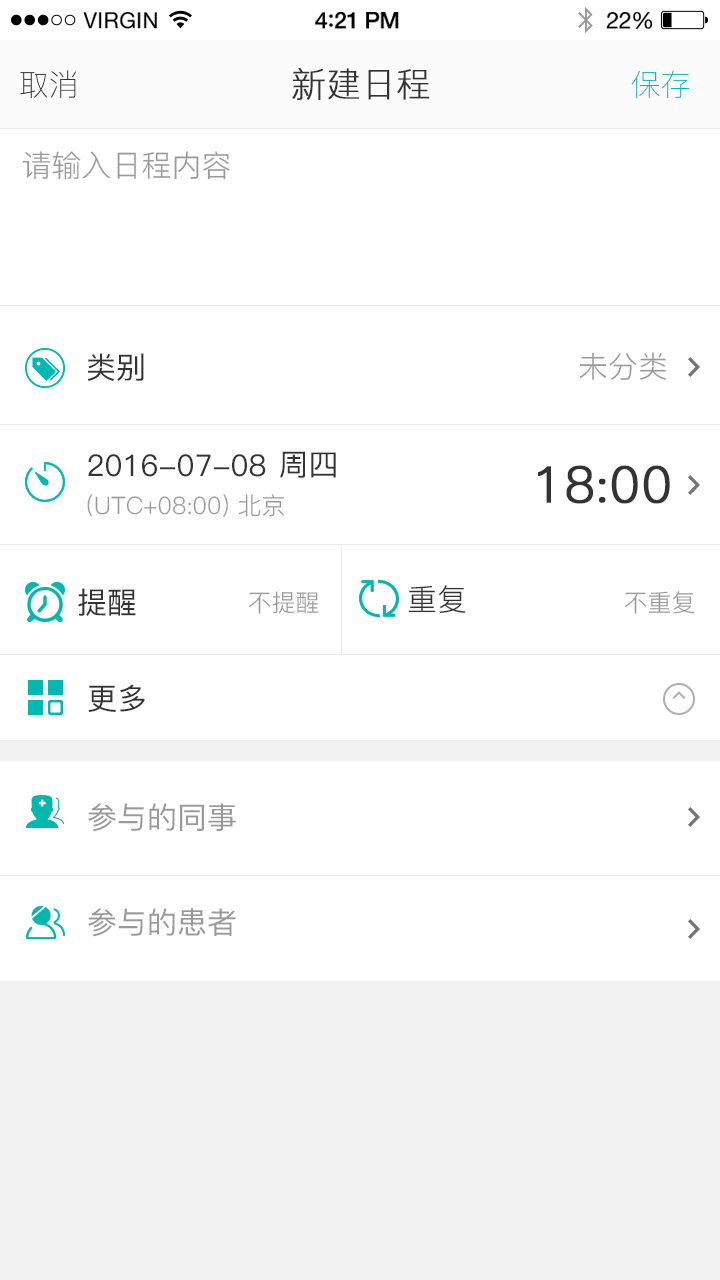 VIRGIN 4:21 PM 22%
取消 新建日程 保存
请输入日程内容
类别 未分类
2016-07-08 周四
(UTC+08:00) 北京
18:00
提醒 不提醒 重复 不重复
更多
参与的同事
参与的患者